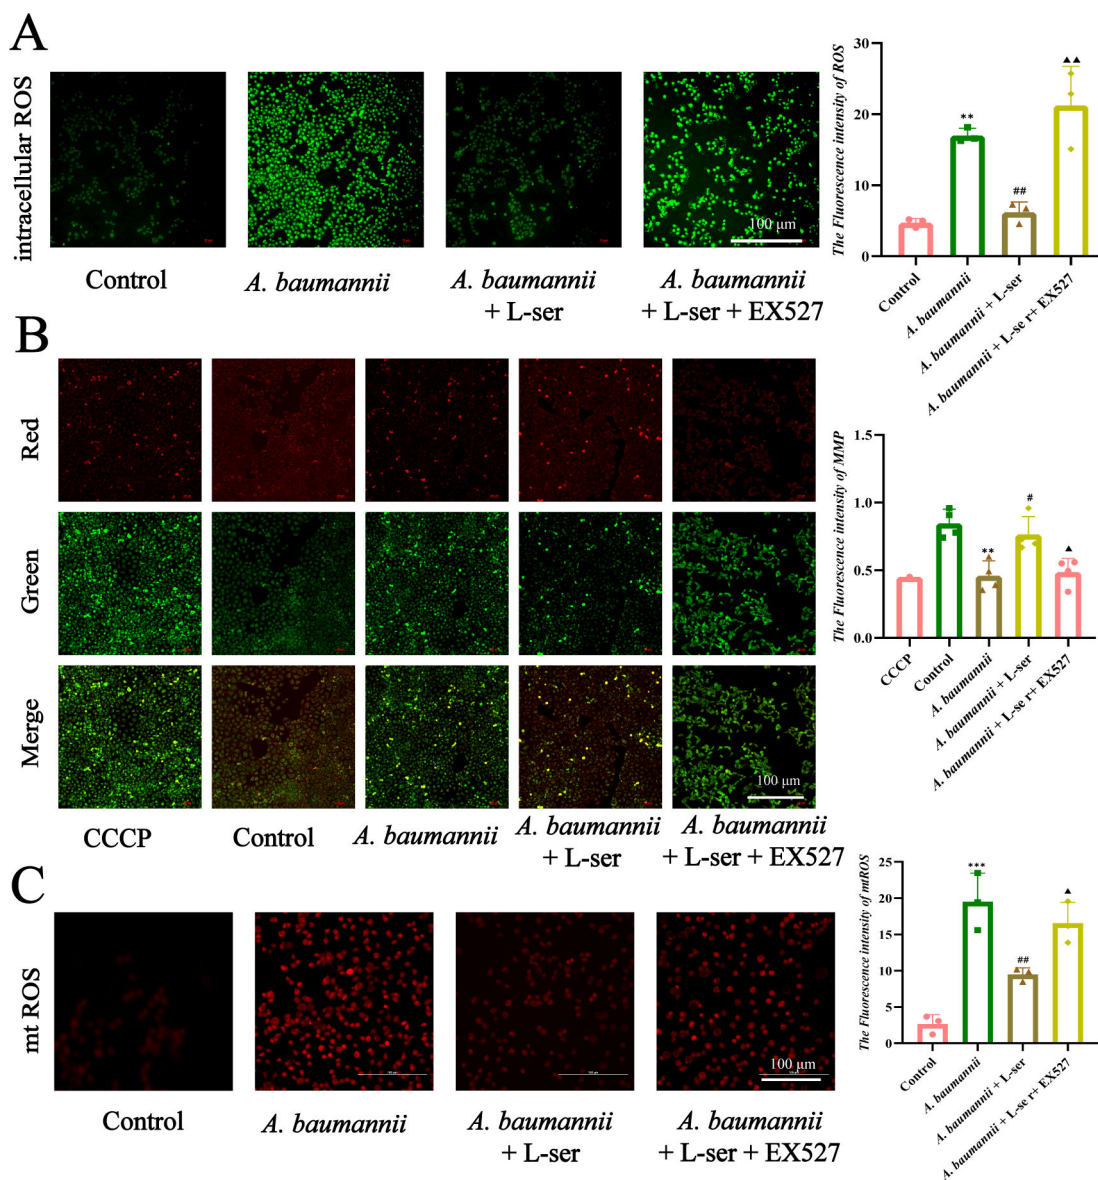 A
intracellular ROS
100 μm
Control
A. baumannii
A. baumannii
+ L-ser
A. baumannii
+ L-ser + EX527
The Fluorescence intensity of ROS
30
20
10
0
**
##
▲▲
Control
A. baumannii
A. baumannii + L-ser
A. baumannii + L-se r+ EX527
B
Red
Green
Merge
100 μm
CCCP
Control
A. baumannii
A. baumannii
+ L-ser
A. baumannii
+ L-ser + EX527
The Fluorescence intensity of MMP
1.5
1.0
0.5
0.0
**
#
▲
CCCP
Control
A. baumannii
A. baumannii + L-ser
A. baumannii + L-se r+ EX527
C
mt ROS
100 μm
Control
A. baumannii
A. baumannii
+ L-ser
A. baumannii
+ L-ser + EX527
The Fluorescence intensity of mtROS
25
20
15
10
5
0
***
##
▲
Control
A. baumannii
A. baumannii + L-ser
A. baumannii + L-se r+ EX527